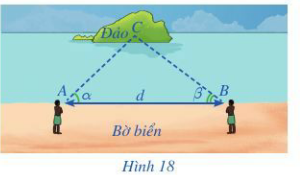 Đảo C
A α d β B
Bờ biển
Hình 18